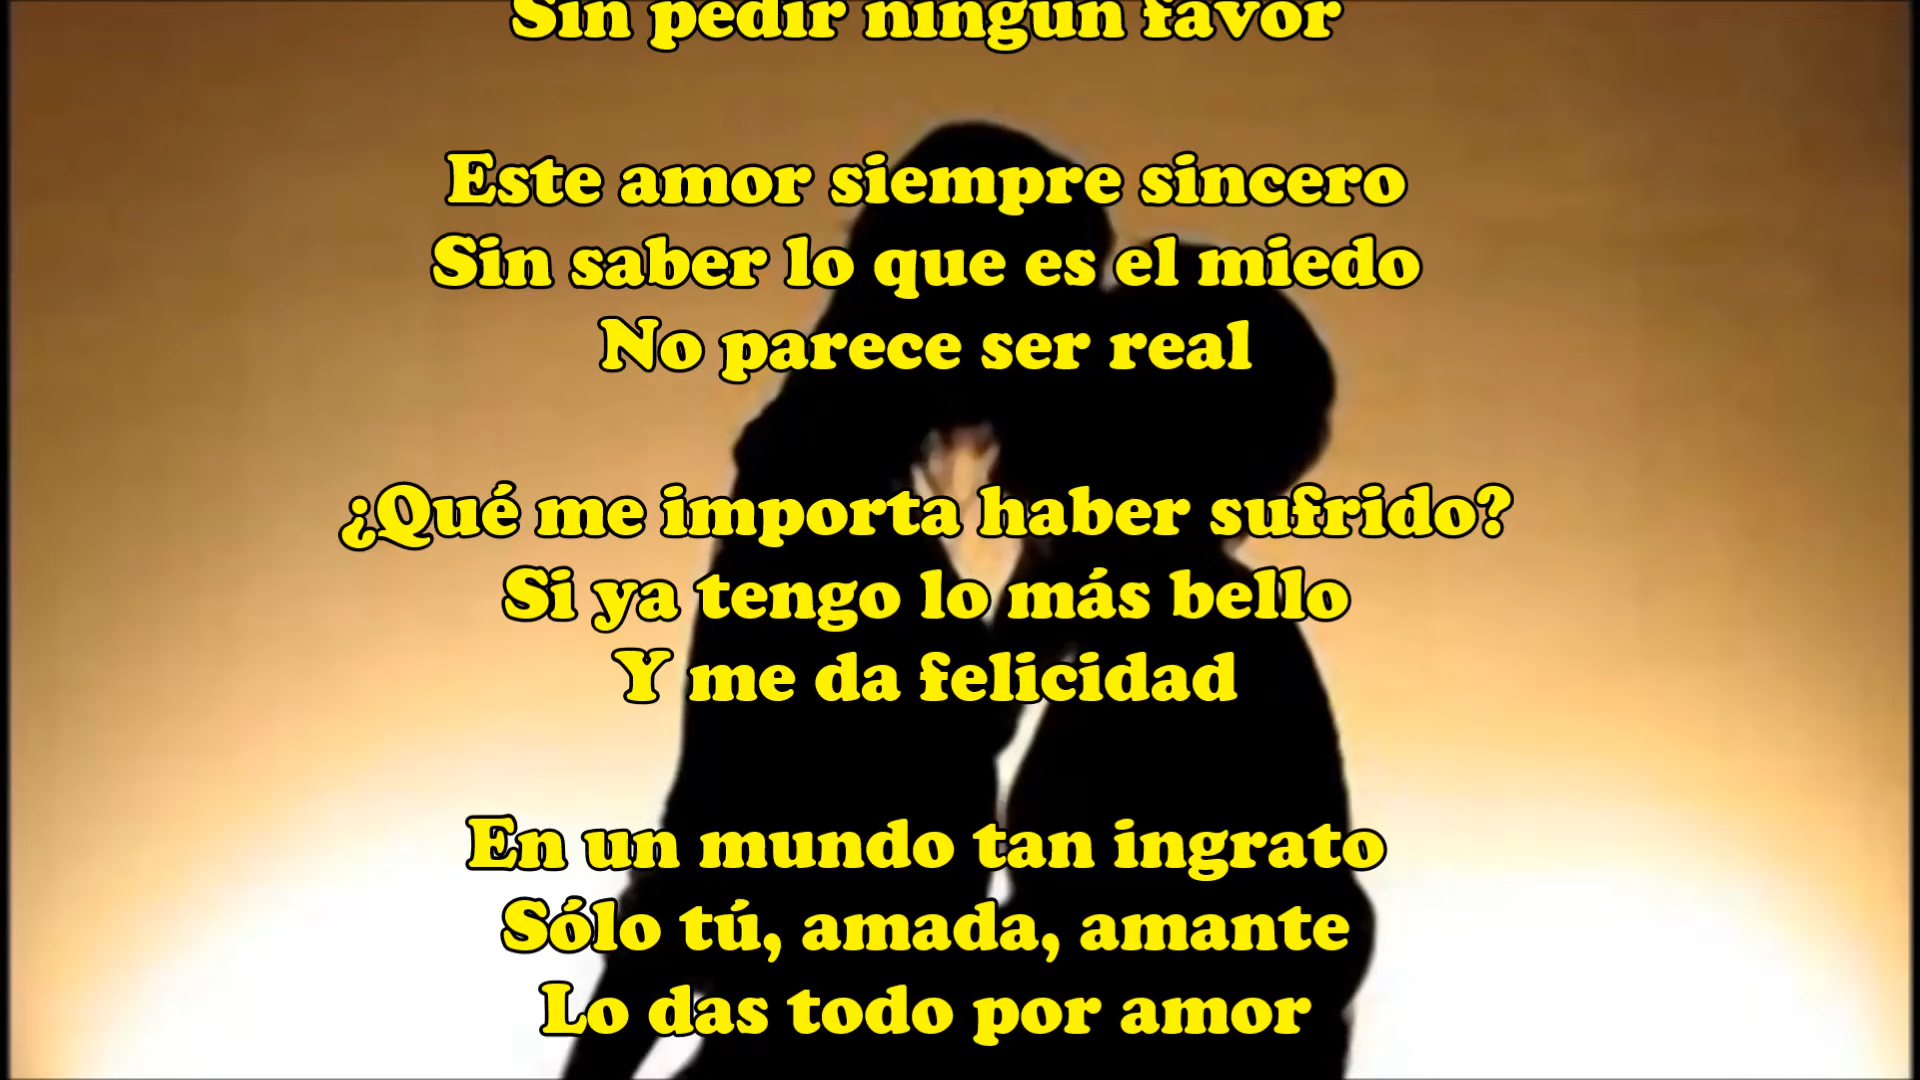 Sin pedir ningún favor
Este amor siempre sincero
Sin saber lo que es el miedo
No parece ser real
¿Qué me importa haber sufrido?
Si ya tengo lo más bello
Y me da felicidad
En un mundo tan ingrato
Sólo tú, amada, amante
Lo das todo por amor